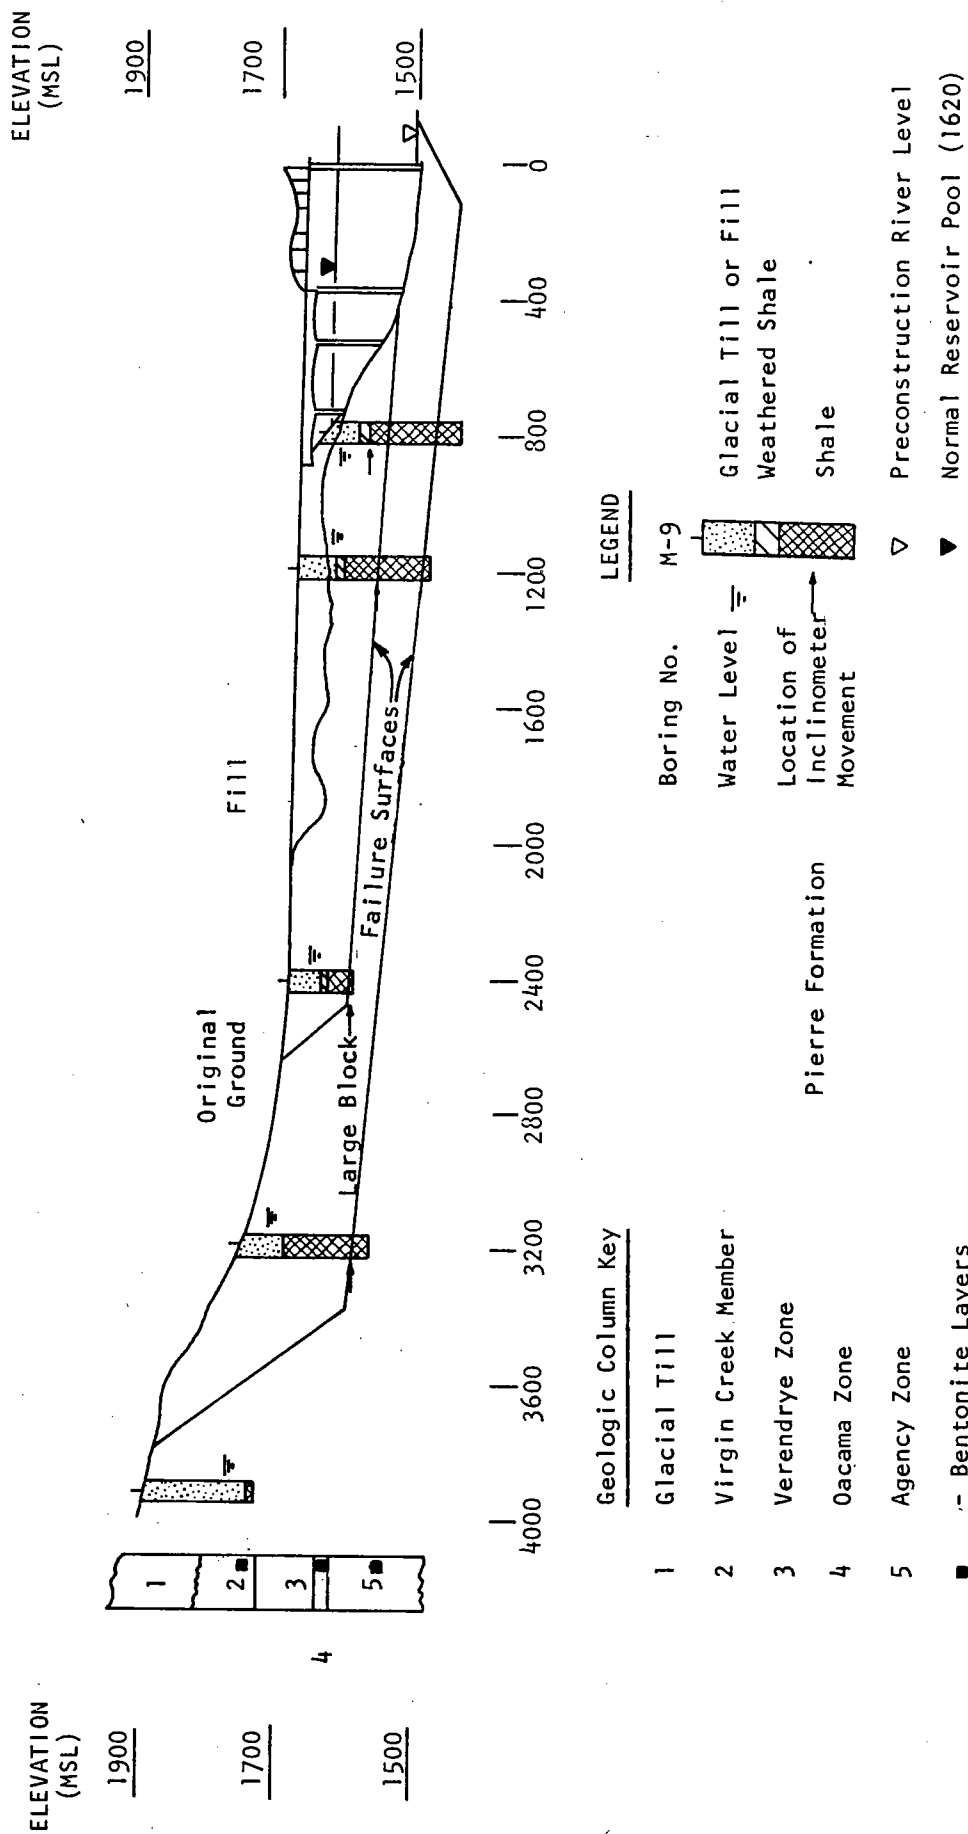 ELEVATION
(MSL)
1900
1700
1500
ELEVATION
(MSL)
1900
1700
1500
1
2
3
4
5
Original
Ground
Fill
Large Block
Failure Surfaces
4000
3600
3200
2800
2400
2000
1600
1200
800
400
0
Geologic Column Key
1 Glacial Till
2 Virgin Creek Member
3 Verendrye Zone
4 Oacama Zone
5 Agency Zone
■ - Bentonite Layers
Pierre Formation
LEGEND
Boring No. M-9
Water Level
Location of
Inclinometer
Movement
Glacial Till or Fill
Weathered Shale
Shale
▽ Preconstruction River Level
▼ Normal Reservoir Pool (1620)